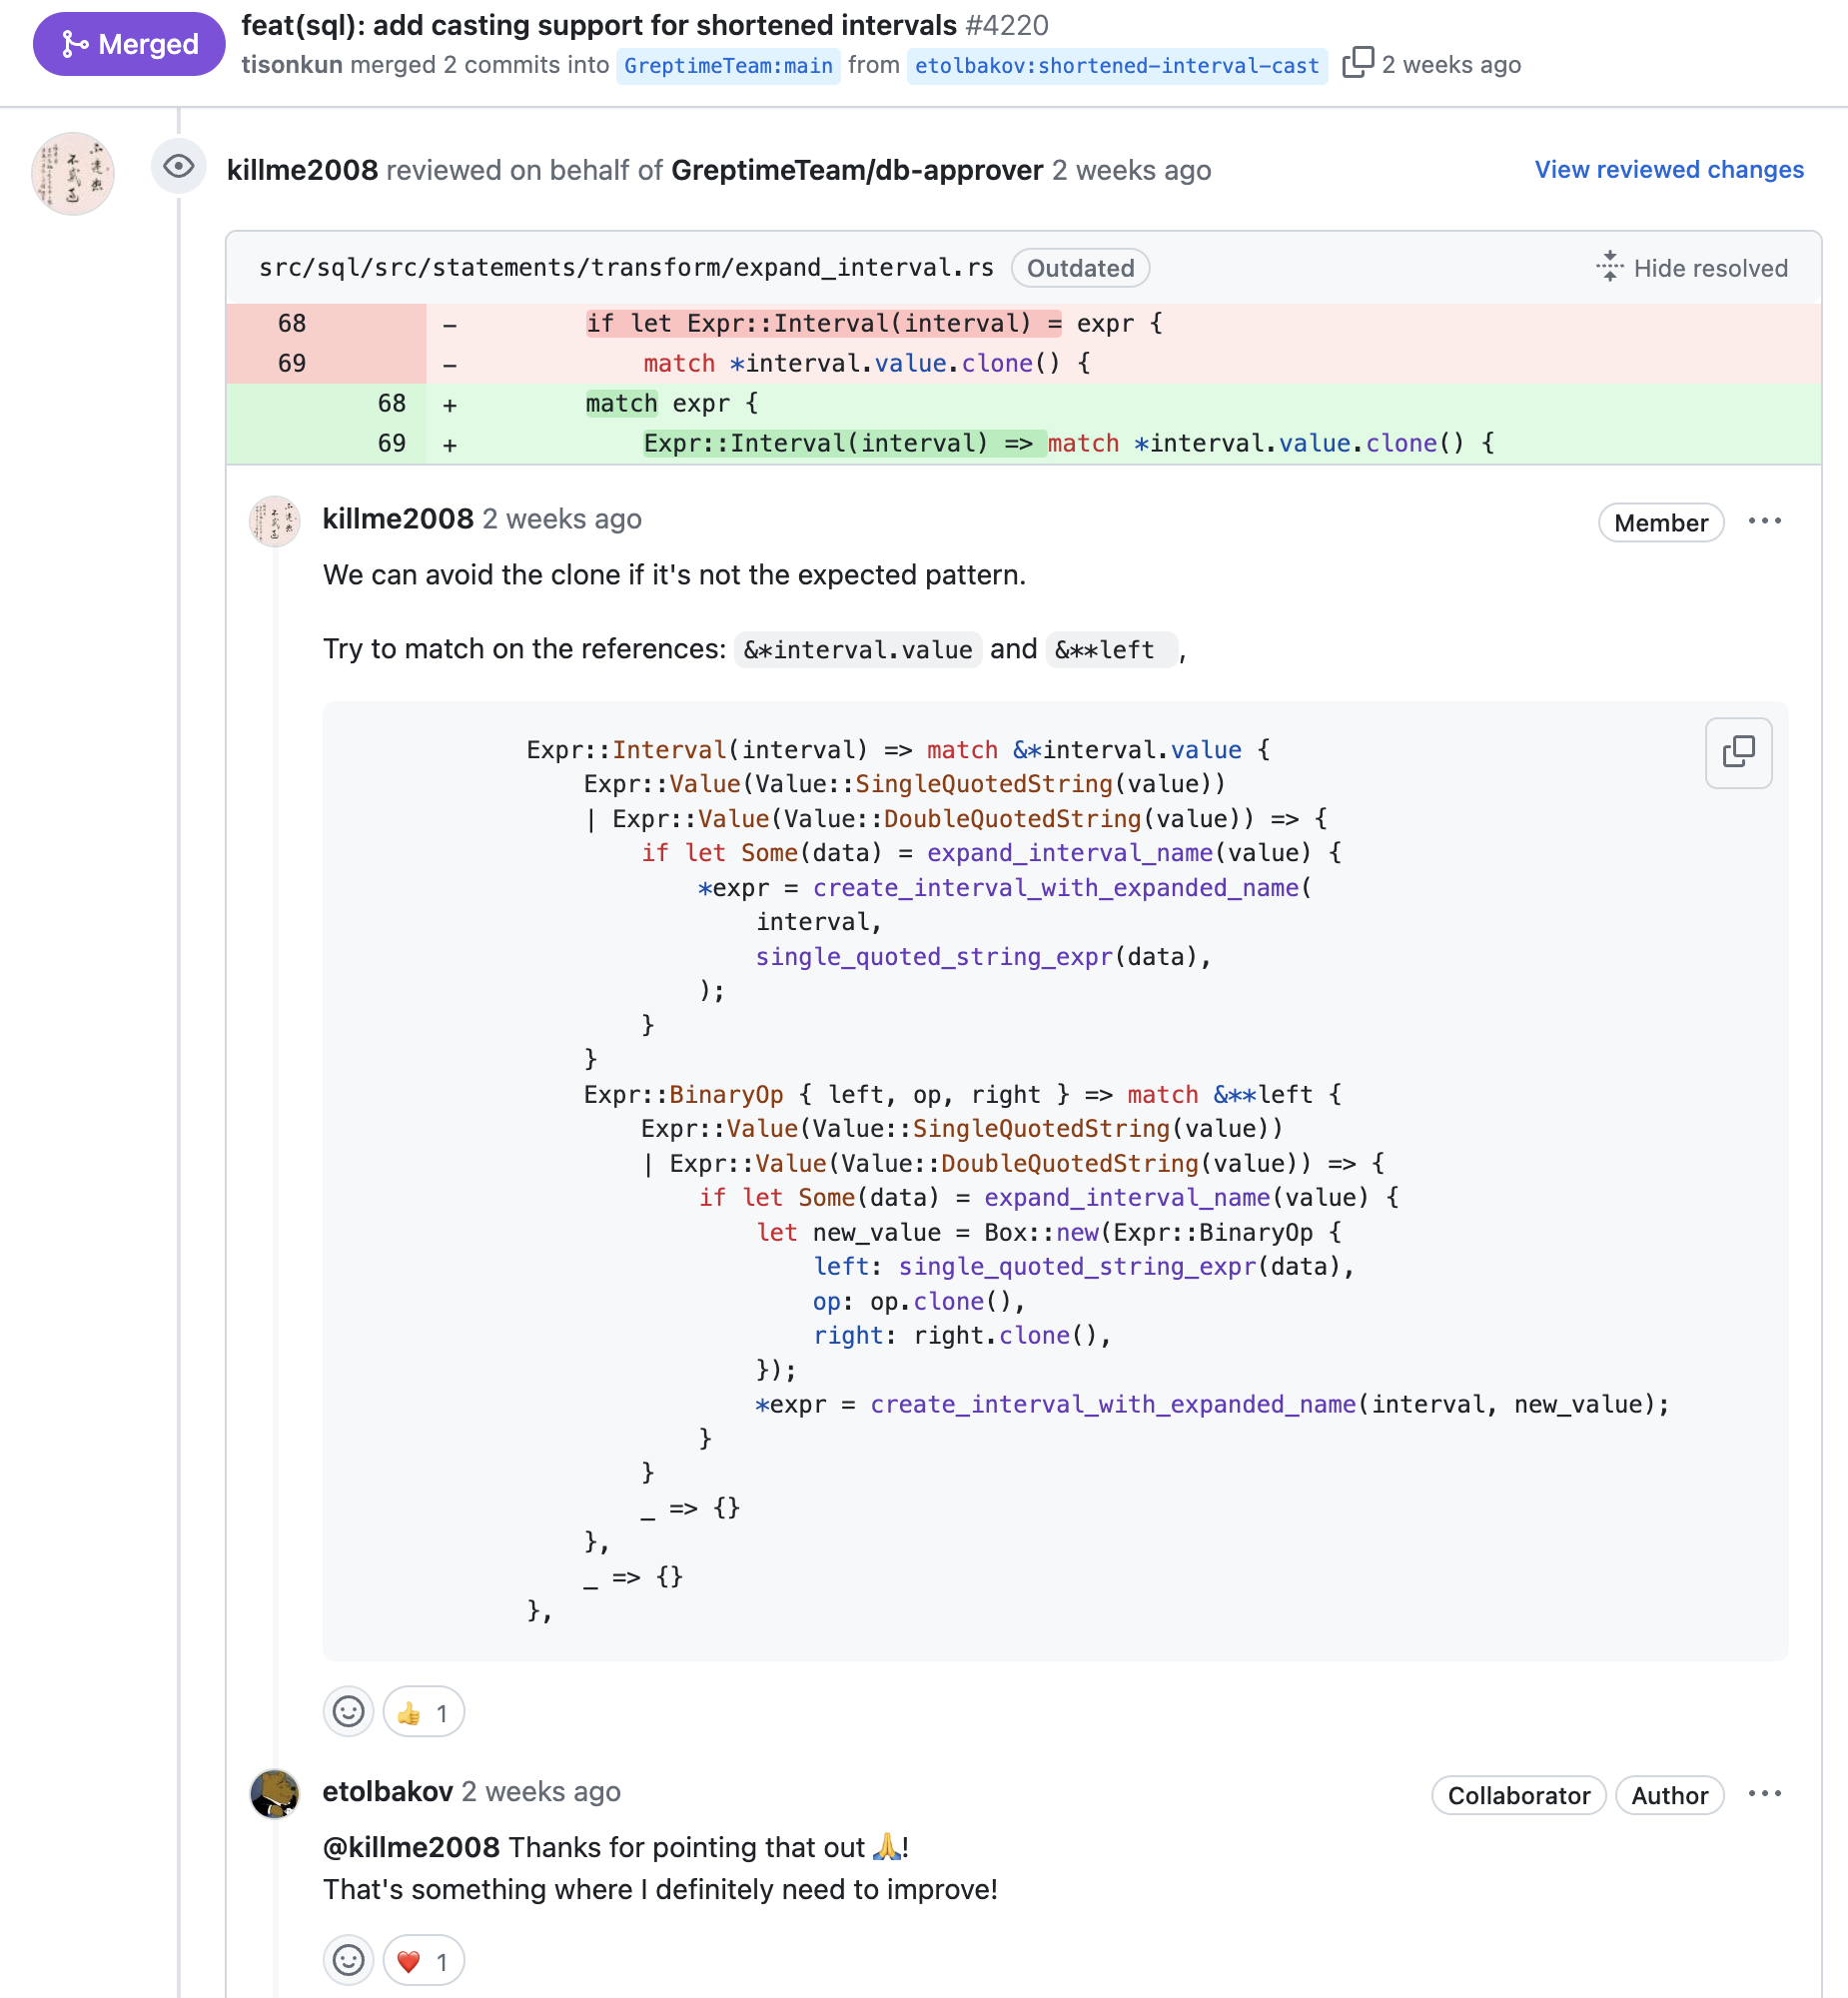 Merged
feat(sql): add casting support for shortened intervals #4220
tisonkun merged 2 commits into GreptimeTeam:main from etolbakov:shortened-interval-cast 2 weeks ago
killme2008 reviewed on behalf of GreptimeTeam/db-approver 2 weeks ago
View reviewed changes
src/sql/src/statements/transform/expand_interval.rs Outdated Hide resolved
68 - if let Expr::Interval(interval) = expr {
69 - match *interval.value.clone() {
68 + match expr {
69 + Expr::Interval(interval) => match *interval.value.clone() {
killme2008 2 weeks ago Member
We can avoid the clone if it's not the expected pattern.
Try to match on the references: &*interval.value and &**left ,
Expr::Interval(interval) => match &*interval.value {
Expr::Value(Value::SingleQuotedString(value))
| Expr::Value(Value::DoubleQuotedString(value)) => {
if let Some(data) = expand_interval_name(value) {
*expr = create_interval_with_expanded_name(
interval,
single_quoted_string_expr(data),
);
}
}
Expr::BinaryOp { left, op, right } => match &**left {
Expr::Value(Value::SingleQuotedString(value))
| Expr::Value(Value::DoubleQuotedString(value)) => {
if let Some(data) = expand_interval_name(value) {
let new_value = Box::new(Expr::BinaryOp {
left: single_quoted_string_expr(data),
op: op.clone(),
right: right.clone(),
});
*expr = create_interval_with_expanded_name(interval, new_value);
}
}
_ => {}
},
_ => {}
},
👍 1
etolbakov 2 weeks ago Collaborator Author
@killme2008 Thanks for pointing that out 🙏!
That's something where I definitely need to improve!
❤️ 1